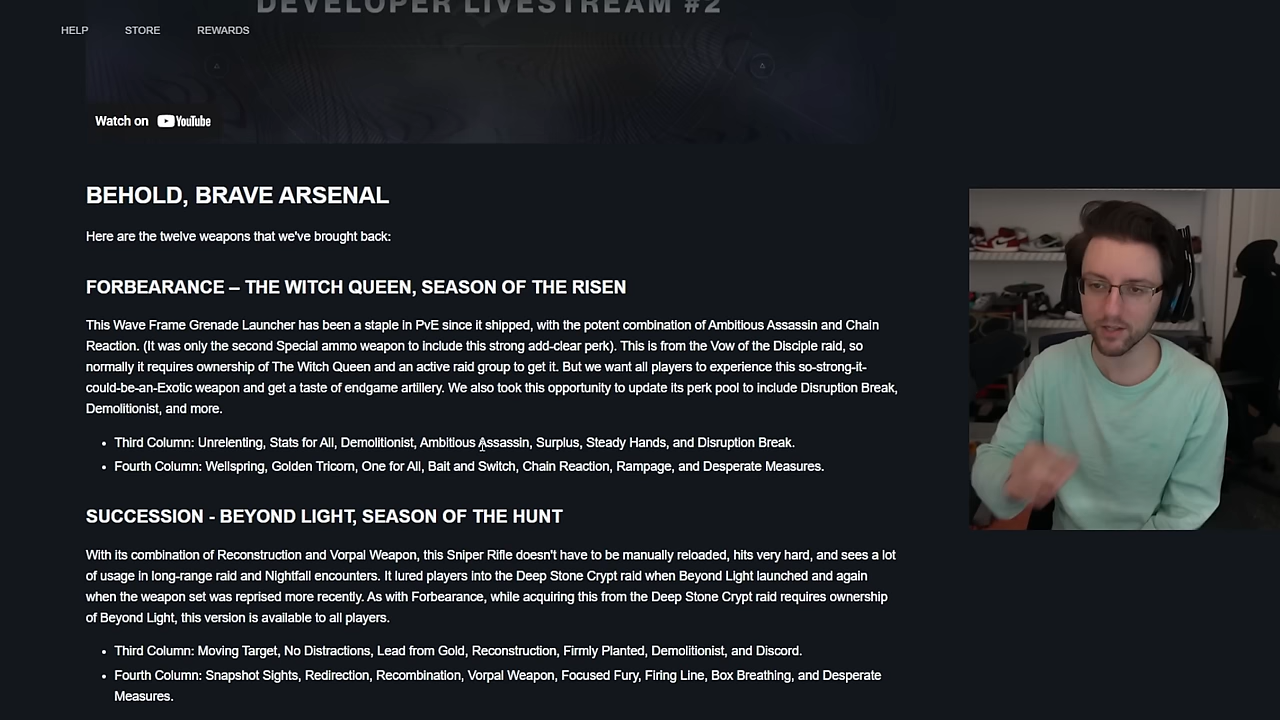 DEVELOPER LIVESTREAM #2
HELP STORE REWARDS
Watch on YouTube
BEHOLD, BRAVE ARSENAL
Here are the twelve weapons that we've brought back:
FORBEARANCE – THE WITCH QUEEN, SEASON OF THE RISEN
This Wave Frame Grenade Launcher has been a staple in PvE since it shipped, with the potent combination of Ambitious Assassin and Chain
Reaction. (It was only the second Special ammo weapon to include this strong add-clear perk). This is from the Vow of the Disciple raid, so
normally it requires ownership of The Witch Queen and an active raid group to get it. But we want all players to experience this so-strong-it-
could-be-an-Exotic weapon and get a taste of endgame artillery. We also took this opportunity to update its perk pool to include Disruption Break,
Demolitionist, and more.
• Third Column: Unrelenting, Stats for All, Demolitionist, Ambitious Assassin, Surplus, Steady Hands, and Disruption Break.
• Fourth Column: Wellspring, Golden Tricorn, One for All, Bait and Switch, Chain Reaction, Rampage, and Desperate Measures.
SUCCESSION - BEYOND LIGHT, SEASON OF THE HUNT
With its combination of Reconstruction and Vorpal Weapon, this Sniper Rifle doesn't have to be manually reloaded, hits very hard, and sees a lot
of usage in long-range raid and Nightfall encounters. It lured players into the Deep Stone Crypt raid when Beyond Light launched and again
when the weapon set was reprised more recently. As with Forbearance, while acquiring this from the Deep Stone Crypt raid requires ownership
of Beyond Light, this version is available to all players.
• Third Column: Moving Target, No Distractions, Lead from Gold, Reconstruction, Firmly Planted, Demolitionist, and Discord.
• Fourth Column: Snapshot Sights, Redirection, Recombination, Vorpal Weapon, Focused Fury, Firing Line, Box Breathing, and Desperate
Measures.